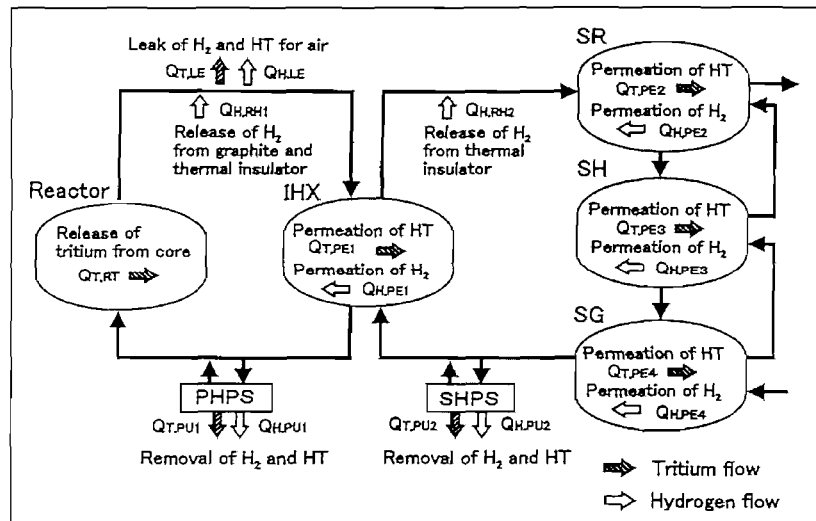 Leak of H2 and HT for air
QT,LE QH,LE
QH,RH1
Release of H2
from graphite and
thermal insulator
QH,RH2
Release of H2
from thermal
insulator
SR
Permeation of HT
QT,PE2
Permeation of H2
QH,PE2
Reactor
Release of
tritium from core
QT,RT
IHX
Permeation of HT
QT,PE1
Permeation of H2
QH,PE1
SH
Permeation of HT
QT,PE3
Permeation of H2
QH,PE3
SG
Permeation of HT
QT,PE4
Permeation of H2
QH,PE4
PHPS
QT,PU1 QH,PU1
Removal of H2 and HT
SHPS
QT,PU2 QH,PU2
Removal of H2 and HT
Tritium flow
Hydrogen flow